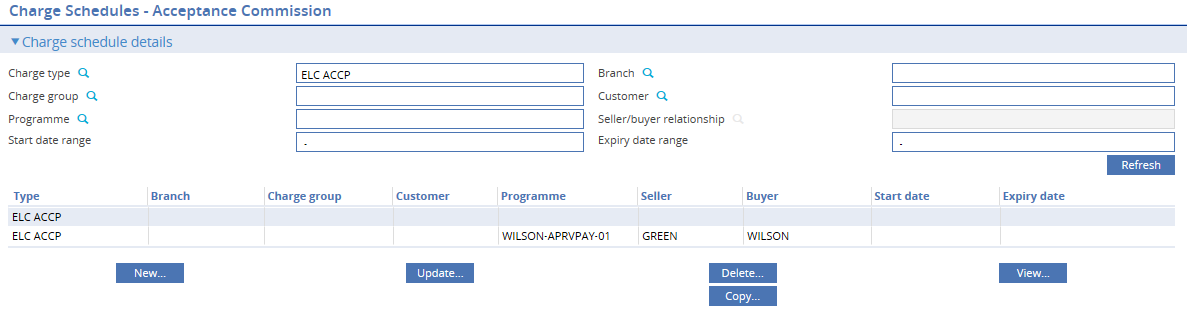 Charge Schedules - Acceptance Commission
▼Charge schedule details
Charge type ELC ACCP Branch
Charge group Customer
Programme Seller/buyer relationship
Start date range - Expiry date range -
Refresh
Type Branch Charge group Customer Programme Seller Buyer Start date Expiry date
ELC ACCP
ELC ACCP WILSON-APRVPAY-01 GREEN WILSON
New... Update... Delete... View...
Copy...